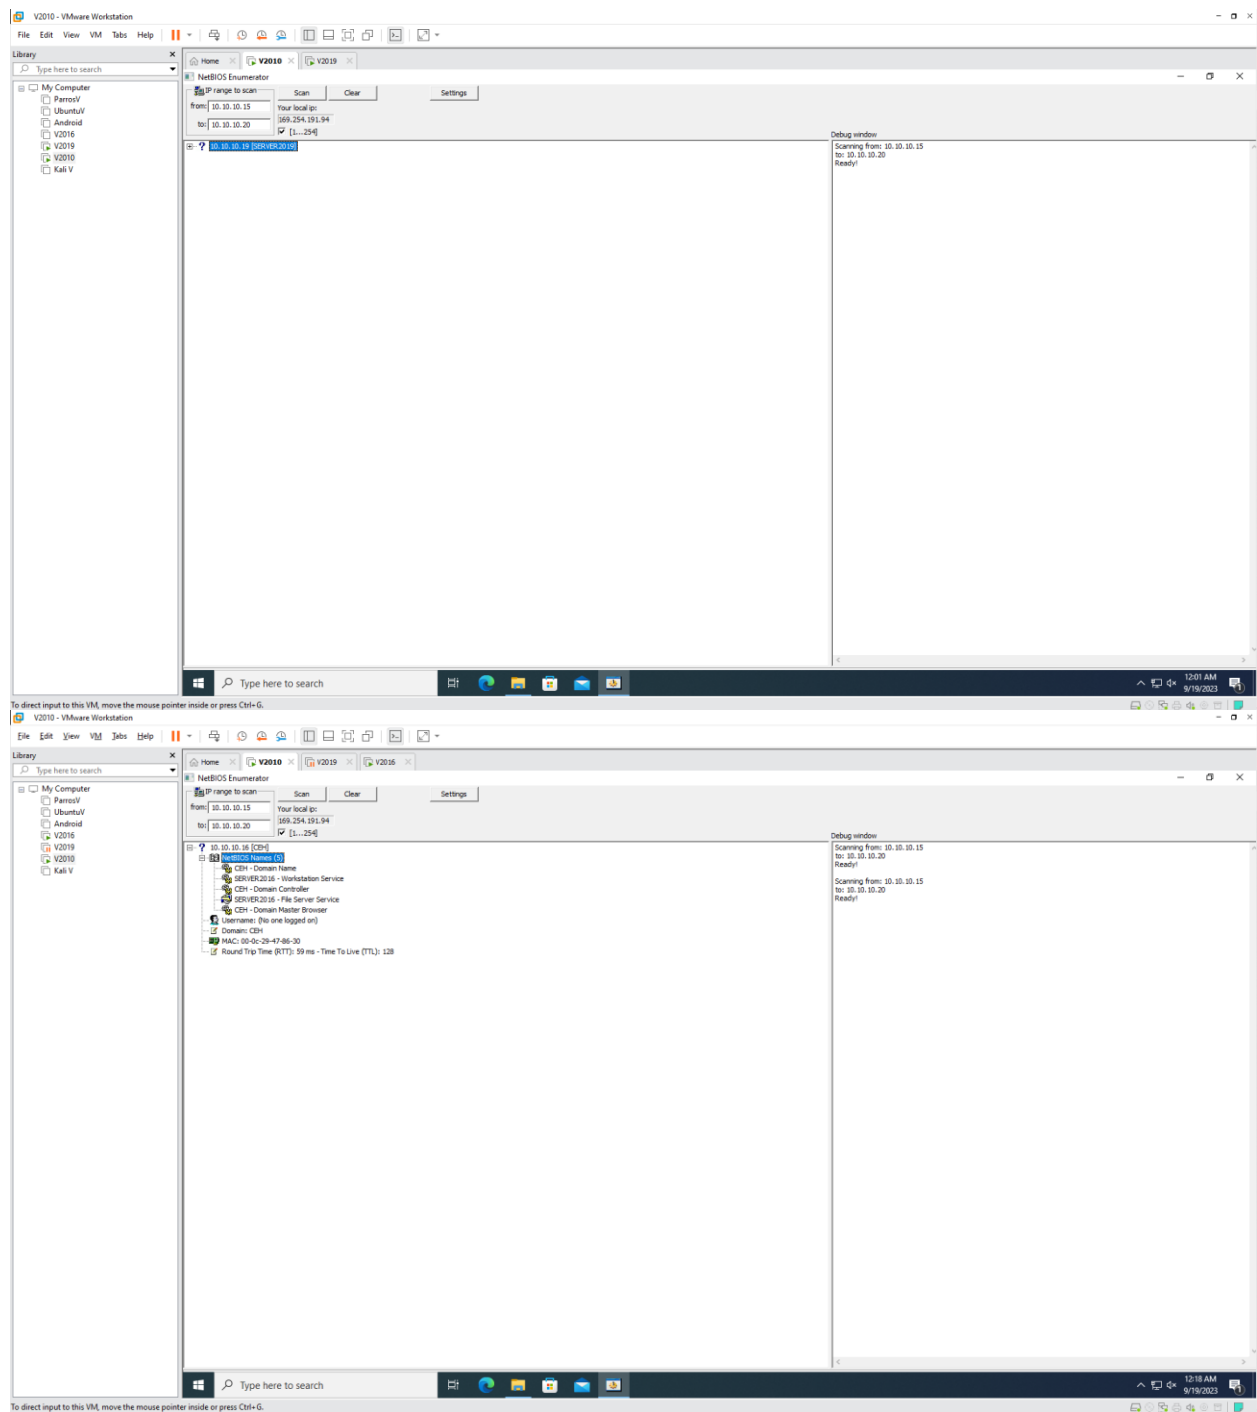 V2010 - VMware Workstation
File Edit View VM Tabs Help
Library
Type here to search
My Computer
ParrosV
UbuntuV
Android
V2016
V2019
V2010
Kali V
Home V2010 V2019
NetBIOS Enumerator
IP range to scan
from: 10.10.10.15
to: 10.10.10.20
Scan Clear Settings
Your local ip:
169.254.191.94
[1...254]
10.10.10.19 [SERVER2019]
Debug window
Scanning from: 10.10.10.15
to: 10.10.10.20
Ready!
Type here to search
12:01 AM
9/19/2023
To direct input to this VM, move the mouse pointer inside or press Ctrl+G.
V2010 - VMware Workstation
File Edit View VM Tabs Help
Library
Type here to search
My Computer
ParrosV
UbuntuV
Android
V2016
V2019
V2010
Kali V
Home V2010 V2019 V2016
NetBIOS Enumerator
IP range to scan
from: 10.10.10.15
to: 10.10.10.20
Scan Clear Settings
Your local ip:
169.254.191.94
[1...254]
10.10.10.16 [CEH]
NetBIOS Names (5)
CEH - Domain Name
SERVER2016 - Workstation Service
CEH - Domain Controller
SERVER2016 - File Server Service
CEH - Domain Master Browser
Username: (No one logged on)
Domain: CEH
MAC: 00-0c-29-47-86-30
Round Trip Time (RTT): 59 ms - Time To Live (TTL): 128
Debug window
Scanning from: 10.10.10.15
to: 10.10.10.20
Ready!
Scanning from: 10.10.10.15
to: 10.10.10.20
Ready!
Type here to search
12:18 AM
9/19/2023
To direct input to this VM, move the mouse pointer inside or press Ctrl+G.